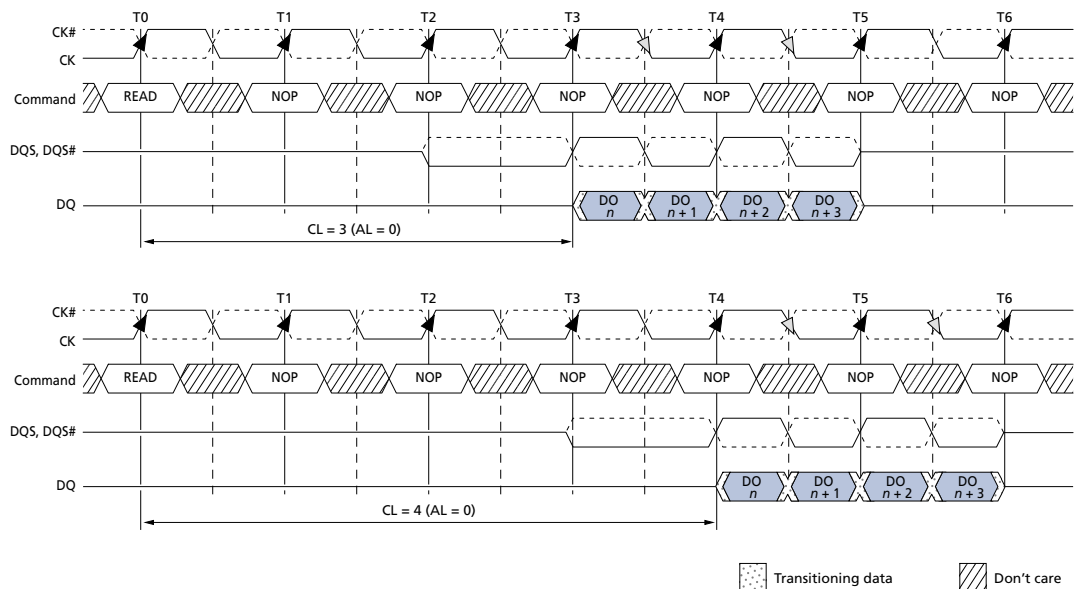 T0 T1 T2 T3 T4 T5 T6
CK#
CK
Command READ NOP NOP NOP NOP NOP NOP
DQS, DQS#
DQ DO n DO n + 1 DO n + 2 DO n + 3
CL = 3 (AL = 0)
T0 T1 T2 T3 T4 T5 T6
CK#
CK
Command READ NOP NOP NOP NOP NOP NOP
DQS, DQS#
DQ DO n DO n + 1 DO n + 2 DO n + 3
CL = 4 (AL = 0)
Transitioning data Don't care